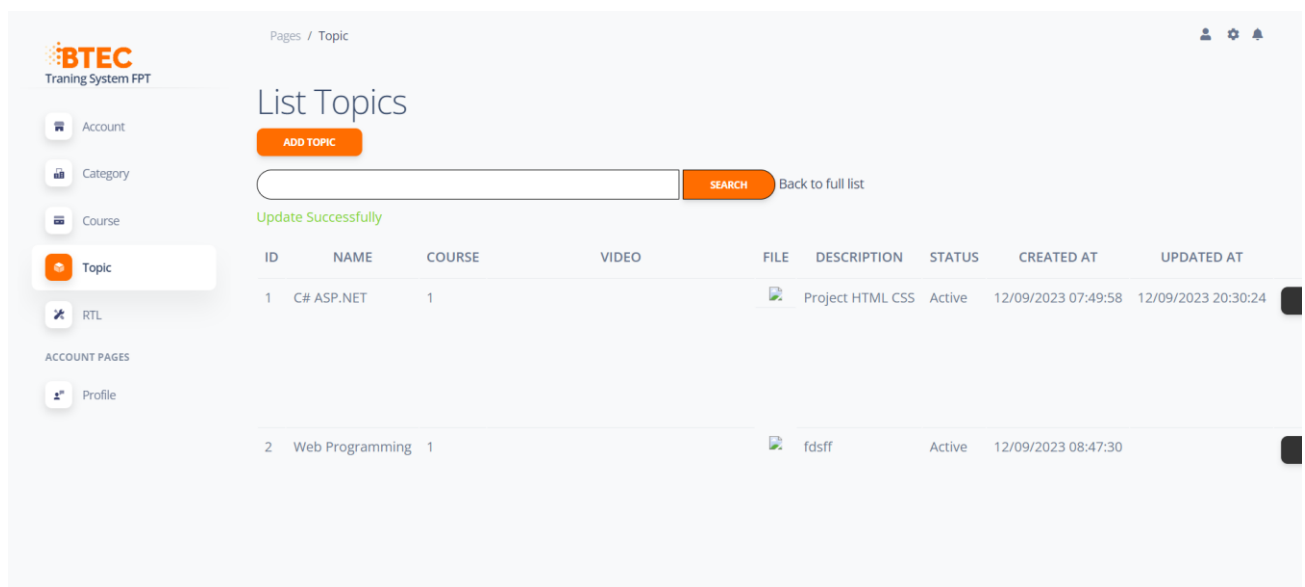 BTEC
Traning System FPT
Account
Category
Course
Topic
RTL
ACCOUNT PAGES
Profile
Pages / Topic
List Topics
ADD TOPIC
SEARCH Back to full list
Update Successfully
ID NAME COURSE VIDEO FILE DESCRIPTION STATUS CREATED AT UPDATED AT
1 C# ASP.NET 1 Project HTML CSS Active 12/09/2023 07:49:58 12/09/2023 20:30:24
2 Web Programming 1 fdsff Active 12/09/2023 08:47:30